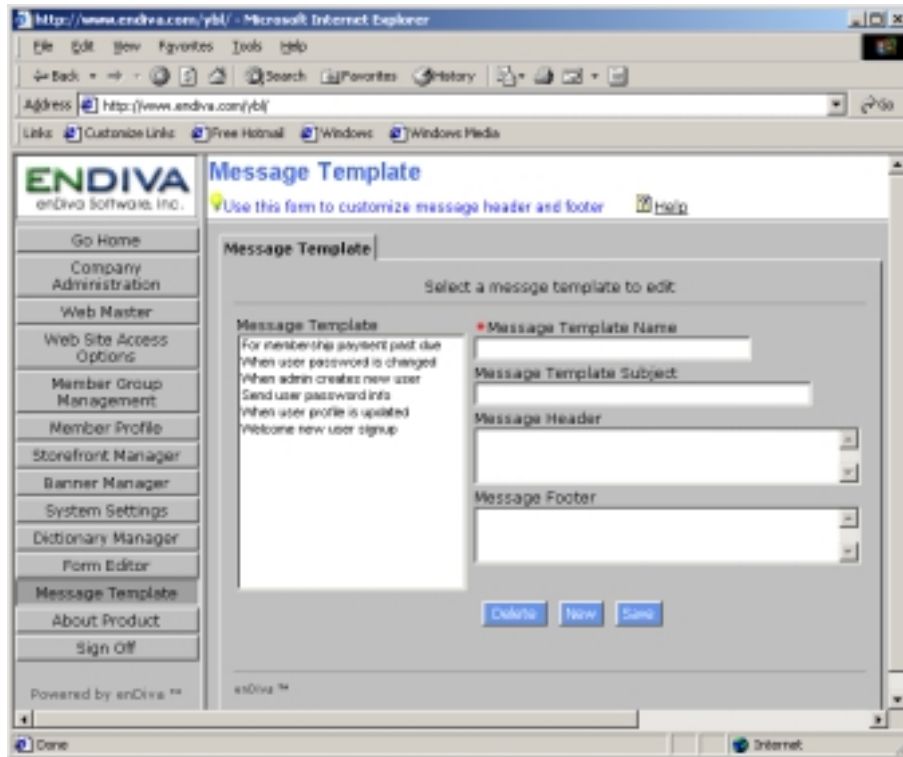 http://www.endiva.com/ybl/ - Microsoft Internet Explorer
File Edit View Favorites Tools Help
Back Search Favorites History
Address http://www.endiva.com/ybl/ Go
Links Customize Links Free Hotmail Windows Windows Media
ENDIVA
enDiva Software, Inc.
Message Template
Use this form to customize message header and footer Help
Go Home
Company Administration
Web Master
Web Site Access Options
Member Group Management
Member Profile
Storefront Manager
Banner Manager
System Settings
Dictionary Manager
Form Editor
Message Template
About Product
Sign Off
Powered by enDiva ™
Message Template
Select a messge template to edit
Message Template
For membership payment past due
When user password is changed
When admin creates new user
Send user password info
When user profile is updated
Welcome new user signup
*Message Template Name
Message Template Subject
Message Header
Message Footer
Delete New Save
enDiva ™
Done Internet